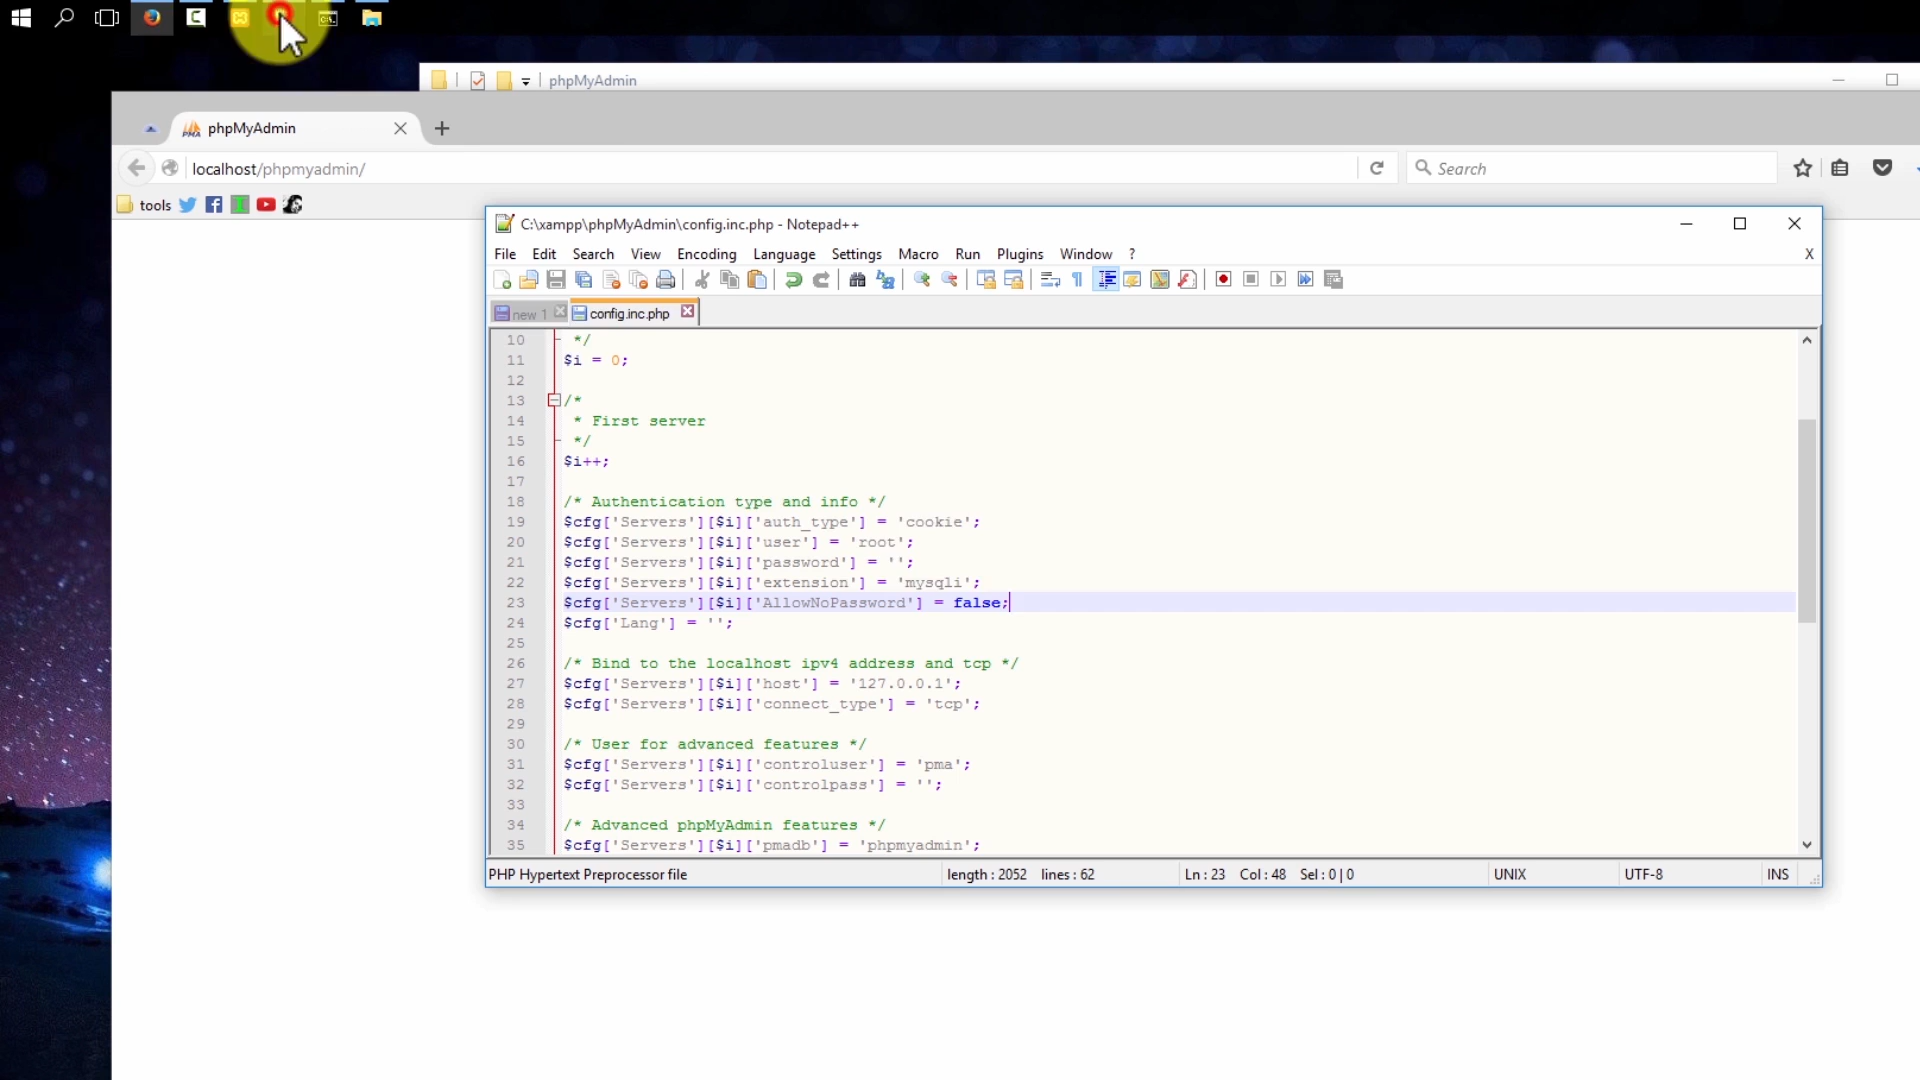 phpMyAdmin
phpMyAdmin
localhost/phpmyadmin/
Search
tools
C:\xampp\phpMyAdmin\config.inc.php - Notepad++
File Edit Search View Encoding Language Settings Macro Run Plugins Window ? X
new 1 config.inc.php
10 */
11 $i = 0;
12
13 /*
14 * First server
15 */
16 $i++;
17
18 /* Authentication type and info */
19 $cfg['Servers'][$i]['auth_type'] = 'cookie';
20 $cfg['Servers'][$i]['user'] = 'root';
21 $cfg['Servers'][$i]['password'] = '';
22 $cfg['Servers'][$i]['extension'] = 'mysqli';
23 $cfg['Servers'][$i]['AllowNoPassword'] = false;
24 $cfg['Lang'] = '';
25
26 /* Bind to the localhost ipv4 address and tcp */
27 $cfg['Servers'][$i]['host'] = '127.0.0.1';
28 $cfg['Servers'][$i]['connect_type'] = 'tcp';
29
30 /* User for advanced features */
31 $cfg['Servers'][$i]['controluser'] = 'pma';
32 $cfg['Servers'][$i]['controlpass'] = '';
33
34 /* Advanced phpMyAdmin features */
35 $cfg['Servers'][$i]['pmadb'] = 'phpmyadmin';
PHP Hypertext Preprocessor file length : 2052 lines : 62 Ln : 23 Col : 48 Sel : 0 | 0 UNIX UTF-8 INS